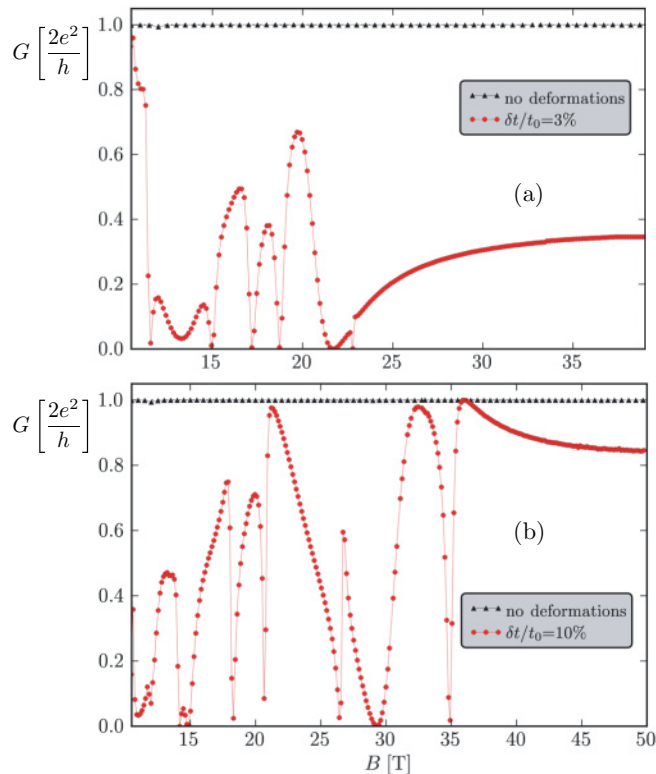 1.0
G [2e²/h]
0.8
no deformations
δt/t₀=3%
0.6
(a)
0.4
0.2
0.0
15 20 25 30 35
1.0
G [2e²/h]
0.8
0.6
(b)
0.4
no deformations
δt/t₀=10%
0.2
0.0
15 20 25 30 35 40 45 50
B [T]